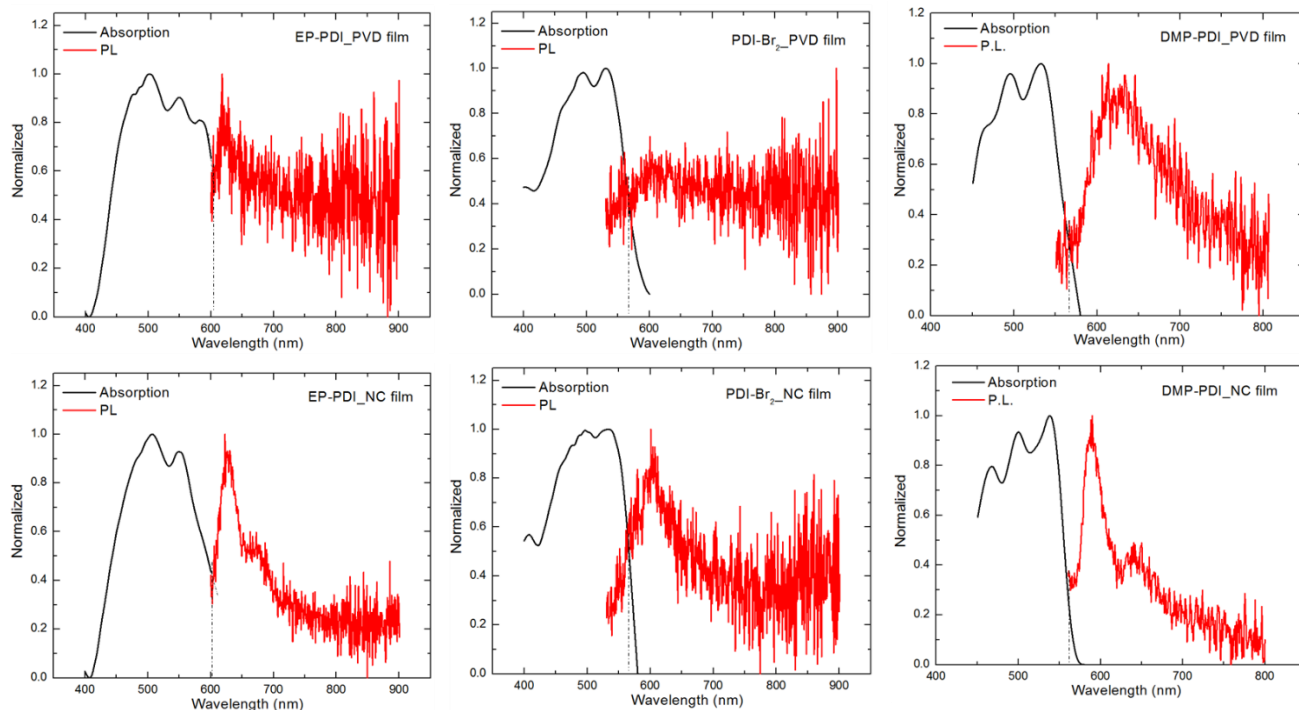 Absorption
PL
EP-PDI_PVD film
1.2
1.0
0.8
0.6
0.4
0.2
0.0
Normalized
400 500 600 700 800 900
Wavelength (nm)
Absorption
PL
PDI-Br₂_PVD film
1.2
1.0
0.8
0.6
0.4
0.2
0.0
Normalized
400 500 600 700 800 900
Wavelength (nm)
Absorption
P.L.
DMP-PDI_PVD film
1.2
1.0
0.8
0.6
0.4
0.2
0.0
Normalized
400 500 600 700 800
Wavelength (nm)
Absorption
PL
EP-PDI_NC film
1.2
1.0
0.8
0.6
0.4
0.2
0.0
Normalized
400 500 600 700 800 900
Wavelength (nm)
Absorption
PL
PDI-Br₂_NC film
1.2
1.0
0.8
0.6
0.4
0.2
0.0
Normalized
400 500 600 700 800 900
Wavelength (nm)
Absorption
P.L.
DMP-PDI_NC film
1.2
1.0
0.8
0.6
0.4
0.2
0.0
Normalized
400 500 600 700 800
Wavelength (nm)